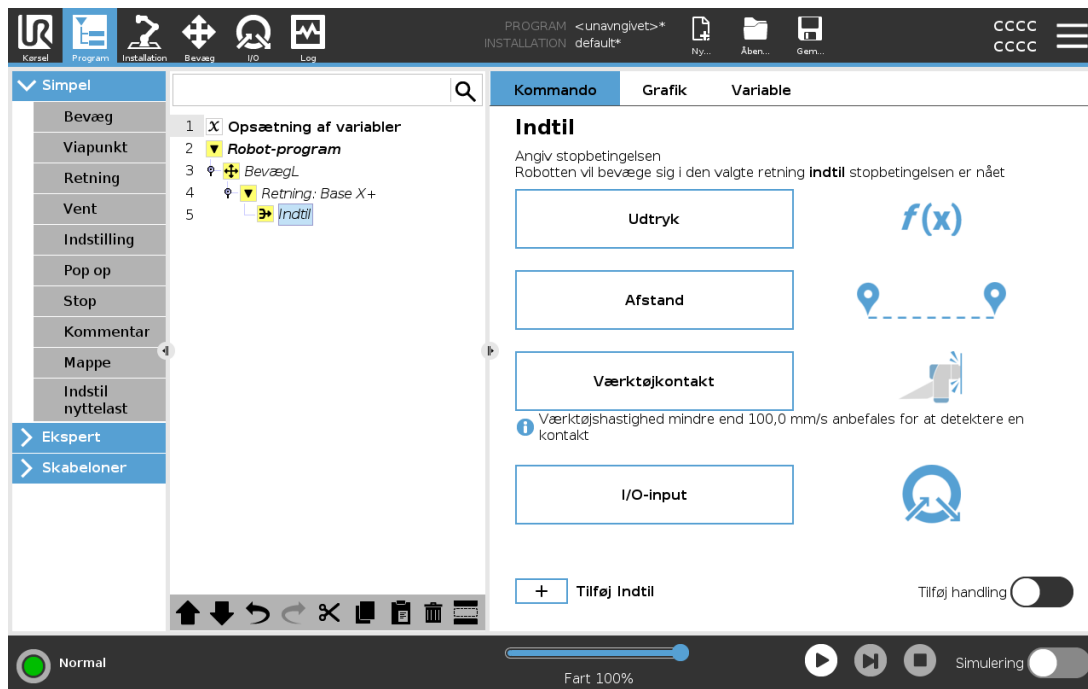 UR
Kørsel
Program
Installation
Bevæg
I/O
Log
PROGRAM <unavngivet>*
INSTALLATION default*
Ny...
Åben...
Gem...
CCCC
CCCC
Simpel
Bevæg
Viapunkt
Retning
Vent
Indstilling
Pop op
Stop
Kommentar
Mappe
Indstil
nyttelast
Ekspert
Skabeloner
1 X Opsætning af variabler
2 Robot-program
3 BevægL
4 Retning: Base X+
5 Indtil
Kommando Grafik Variable
Indtil
Angiv stopbetingelsen
Robotten vil bevæge sig i den valgte retning indtil stopbetingelsen er nået
Udtryk
f(x)
Afstand
Værktøjkontakt
Værktøjshastighed mindre end 100,0 mm/s anbefales for at detektere en
kontakt
I/O-input
+ Tilføj Indtil
Tilføj handling
Normal
Fart 100%
Simulering